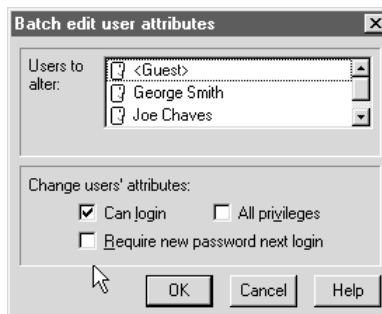 Batch edit user attributes
Users to alter:
<Guest>
George Smith
Joe Chaves
Change users' attributes:
Can login All privileges
Require new password next login
OK Cancel Help